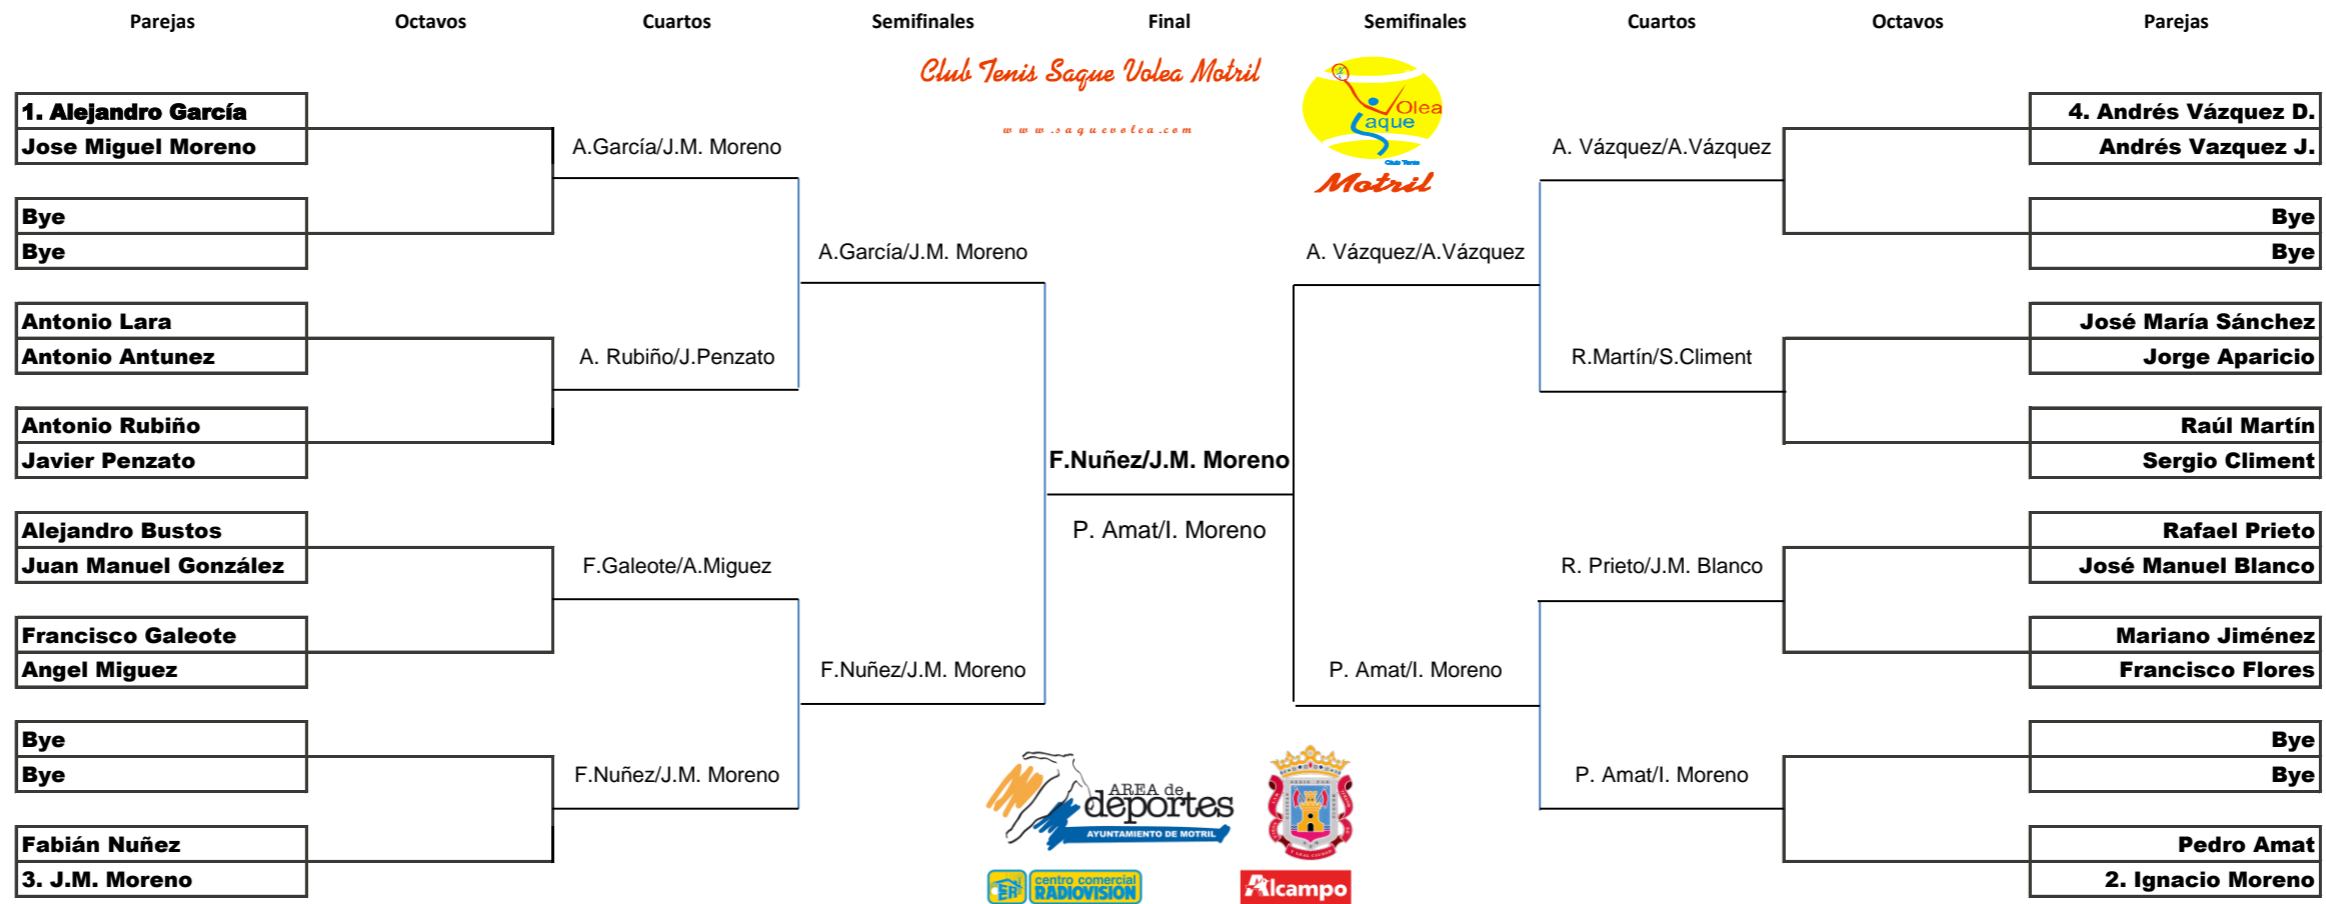 Parejas Octavos Cuartos Semifinales Final Semifinales Cuartos Octavos Parejas
Club Tenis Saque Volea Motril
www.saquevolea.com
Volea
Saque
Club Tenis
Motril
1. Alejandro García
Jose Miguel Moreno
Bye
Bye
Antonio Lara
Antonio Antunez
Antonio Rubiño
Javier Penzato
Alejandro Bustos
Juan Manuel González
Francisco Galeote
Angel Miguez
Bye
Bye
Fabián Nuñez
3. J.M. Moreno
A.García/J.M. Moreno
A. Rubiño/J.Penzato
F.Galeote/A.Miguez
F.Nuñez/J.M. Moreno
A.García/J.M. Moreno
F.Nuñez/J.M. Moreno
F.Nuñez/J.M. Moreno
P. Amat/I. Moreno
A. Vázquez/A.Vázquez
P. Amat/I. Moreno
A. Vázquez/A.Vázquez
R.Martín/S.Climent
R. Prieto/J.M. Blanco
P. Amat/I. Moreno
4. Andrés Vázquez D.
Andrés Vazquez J.
Bye
Bye
José María Sánchez
Jorge Aparicio
Raúl Martín
Sergio Climent
Rafael Prieto
José Manuel Blanco
Mariano Jiménez
Francisco Flores
Bye
Bye
Pedro Amat
2. Ignacio Moreno
AREA de
deportes
AYUNTAMIENTO DE MOTRIL
ER
centro comercial
RADIOVISION
Alcampo